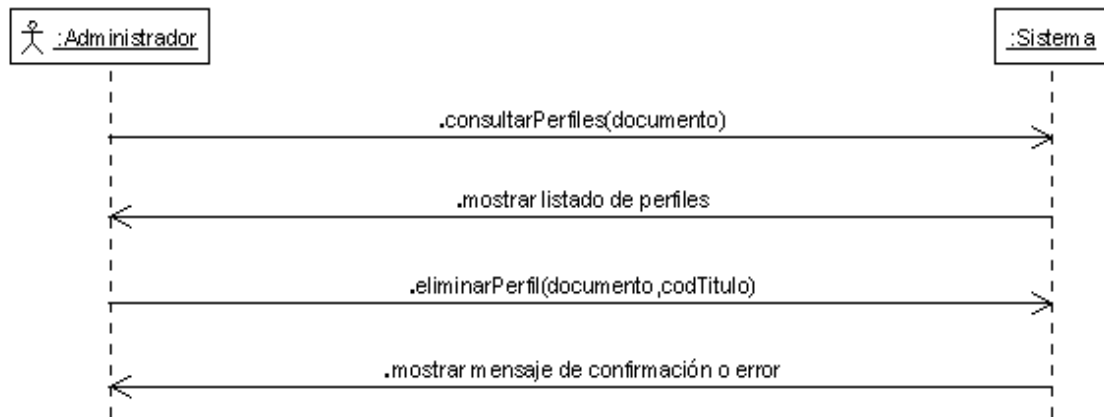 :Administrador
:Sistema
.consultarPerfiles(documento)
.mostrar listado de perfiles
.eliminarPerfil(documento,codTitulo)
.mostrar mensaje de confirmación o error